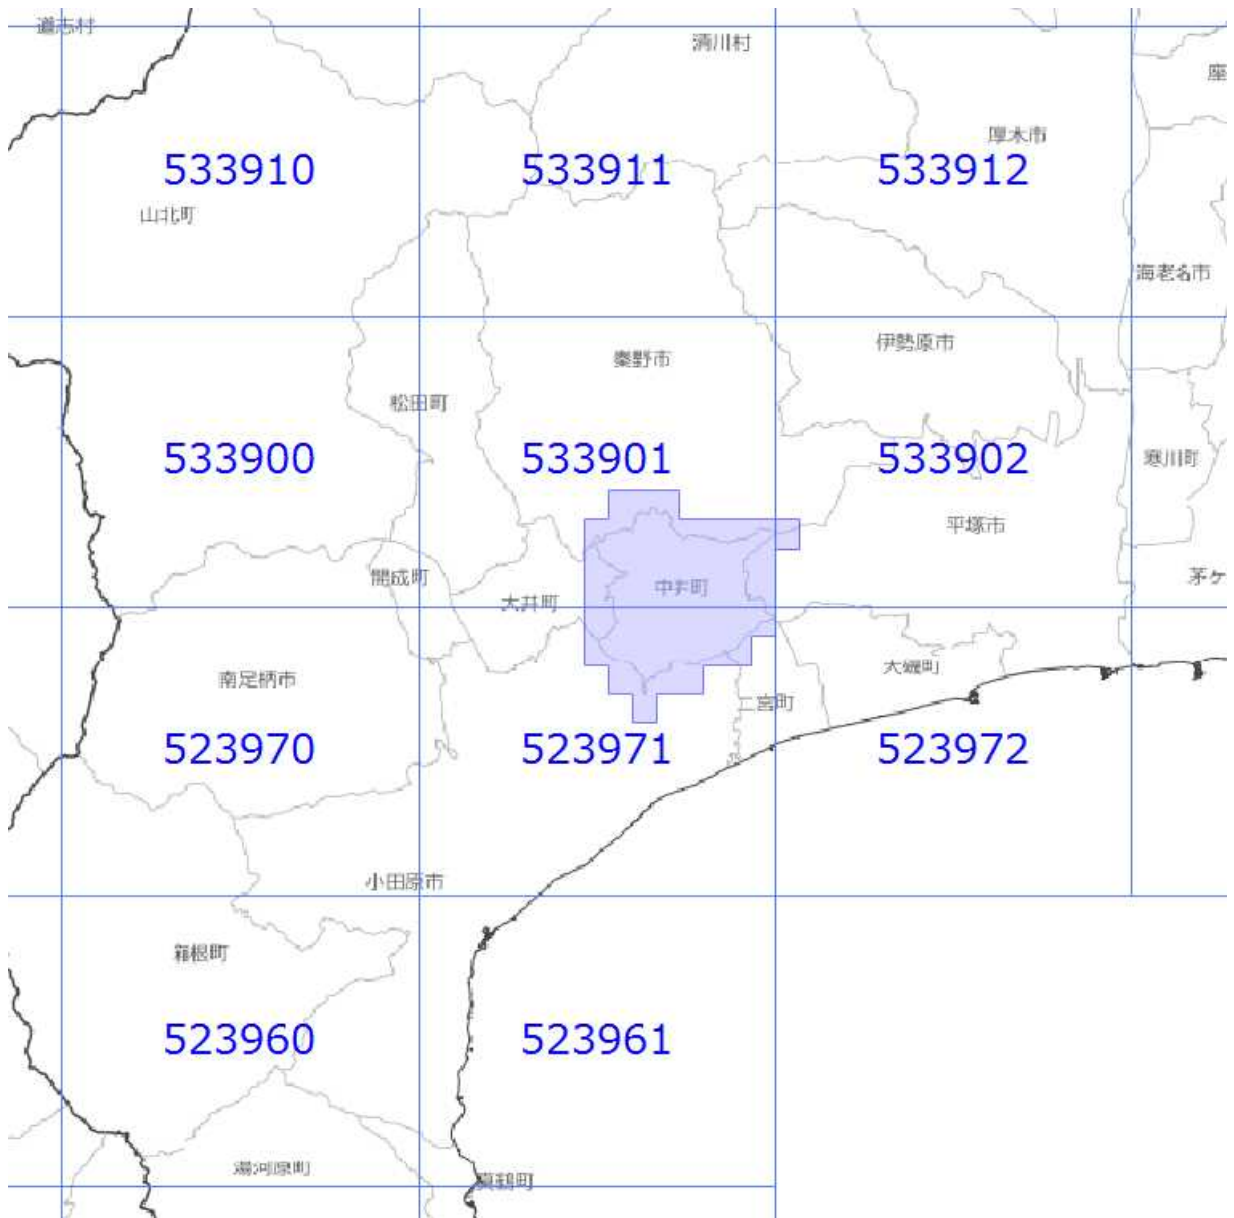 道志村
清川村
座
厚木市
533910
533911
533912
山北町
海老名市
伊勢原市
秦野市
松田町
533900
533901
533902
寒川町
平塚市
開成町
中井町
茅ケ
大井町
大磯町
南足柄市
二宮町
523970
523971
523972
小田原市
箱根町
523960
523961
湯河原町
真鶴町